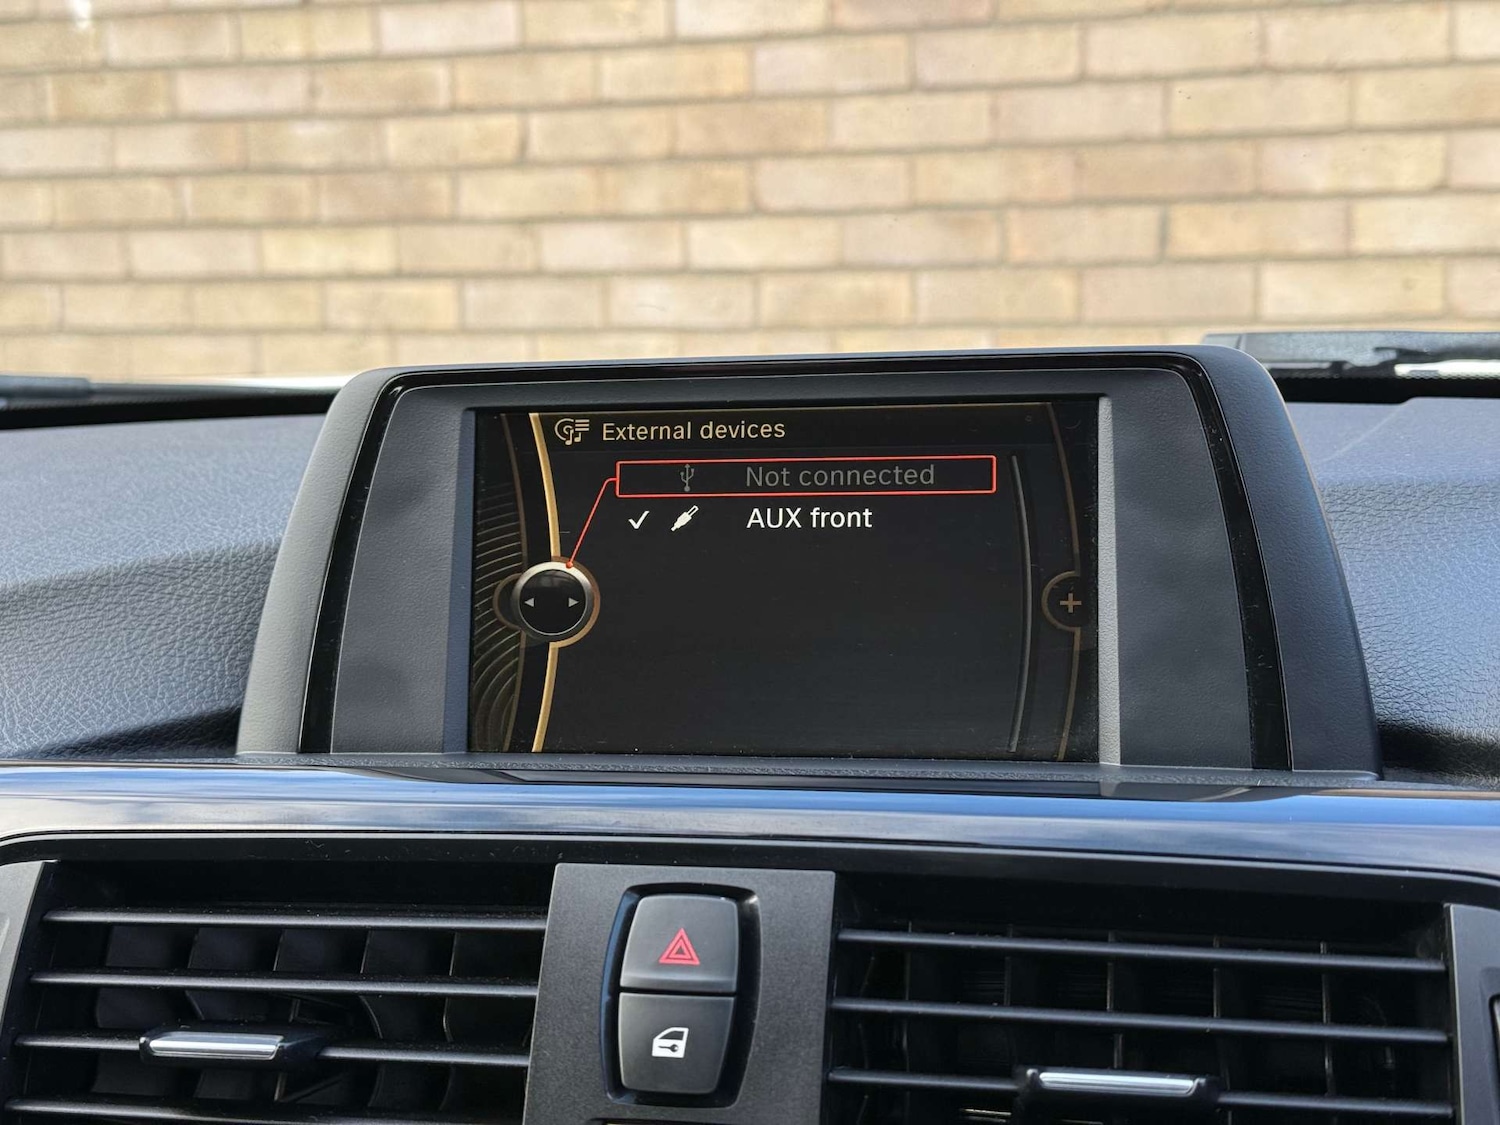 External devices
Not connected
AUX front